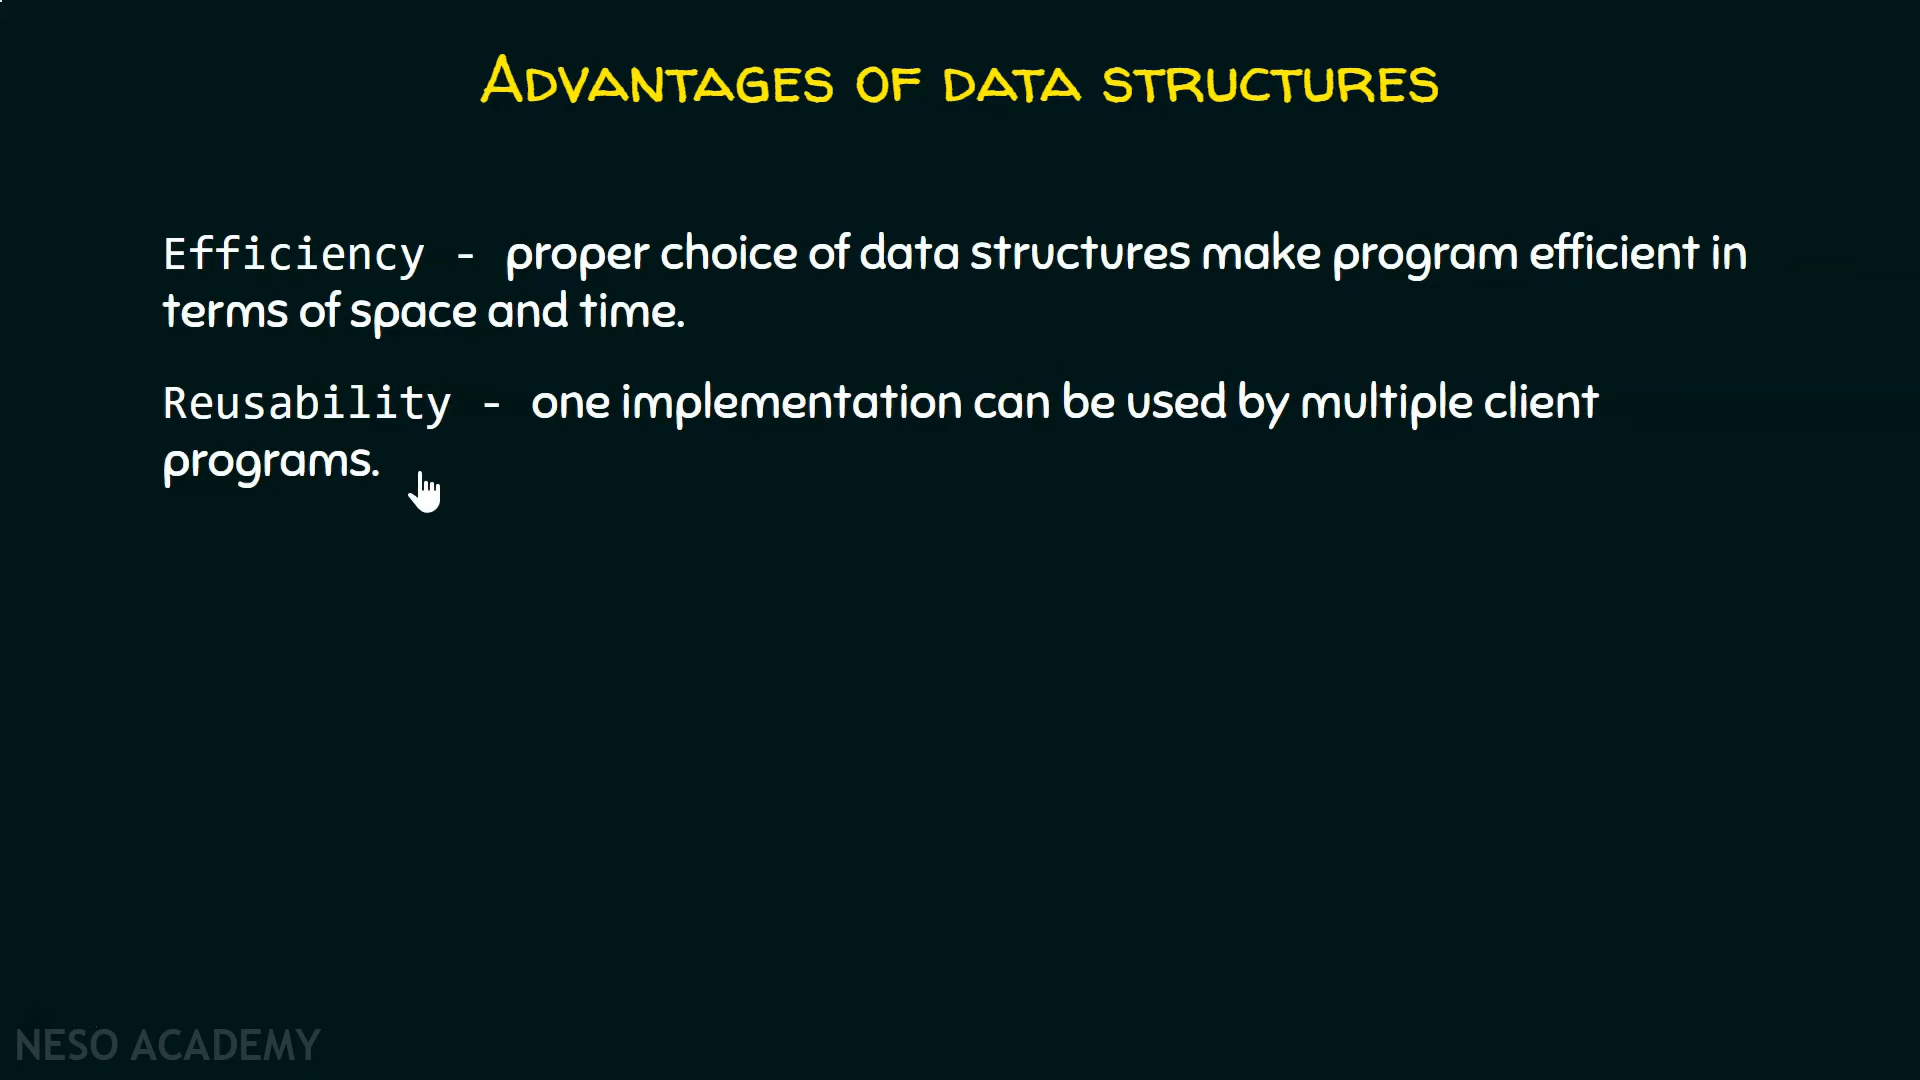 ADVANTAGES OF DATA STRUCTURES
Efficiency - proper choice of data structures make program efficient in
terms of space and time.
Reusability - one implementation can be used by multiple client
programs.
NESO ACADEMY